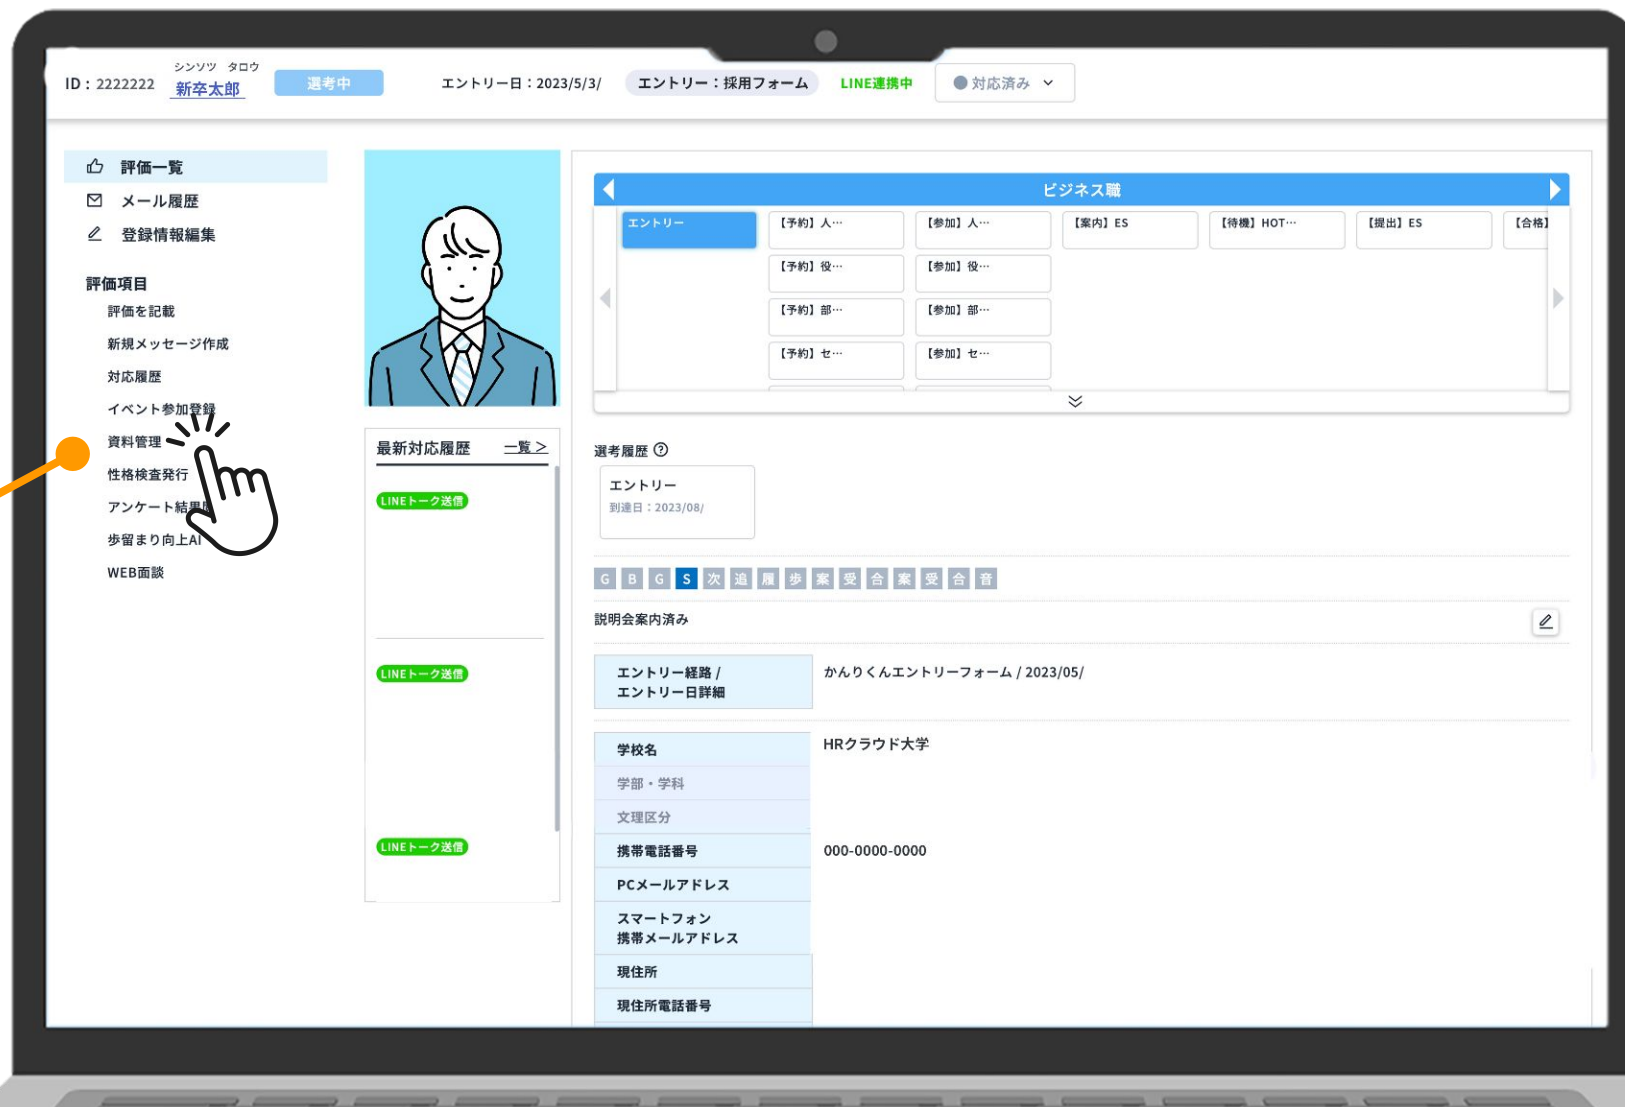 シンソツ タロウ
ID：2222222 新卒太郎 選考中 エントリー日：2023/5/3/ エントリー：採用フォーム LINE連携中 対応済み
評価一覧
メール履歴
登録情報編集
評価項目
評価を記載
新規メッセージ作成
対応履歴
イベント参加登録
資料管理
性格検査発行
アンケート結果
歩留まり向上AI
WEB面談
最新対応履歴 一覧 >
LINEトーク送信
LINEトーク送信
LINEトーク送信
ビジネス職
エントリー 【予約】人… 【参加】人… 【案内】ES 【待機】HOT… 【提出】ES 【合格】
【予約】役… 【参加】役…
【予約】部… 【参加】部…
【予約】セ… 【参加】セ…
選考履歴 ?
エントリー
到達日：2023/08/
G B G S 次 追 履 歩 案 受 合 案 受 合 音
説明会案内済み
エントリー経路 /
エントリー日詳細
かんりくんエントリーフォーム / 2023/05/
学校名 HRクラウド大学
学部・学科
文理区分
携帯電話番号 000-0000-0000
PCメールアドレス
スマートフォン
携帯メールアドレス
現住所
現住所電話番号